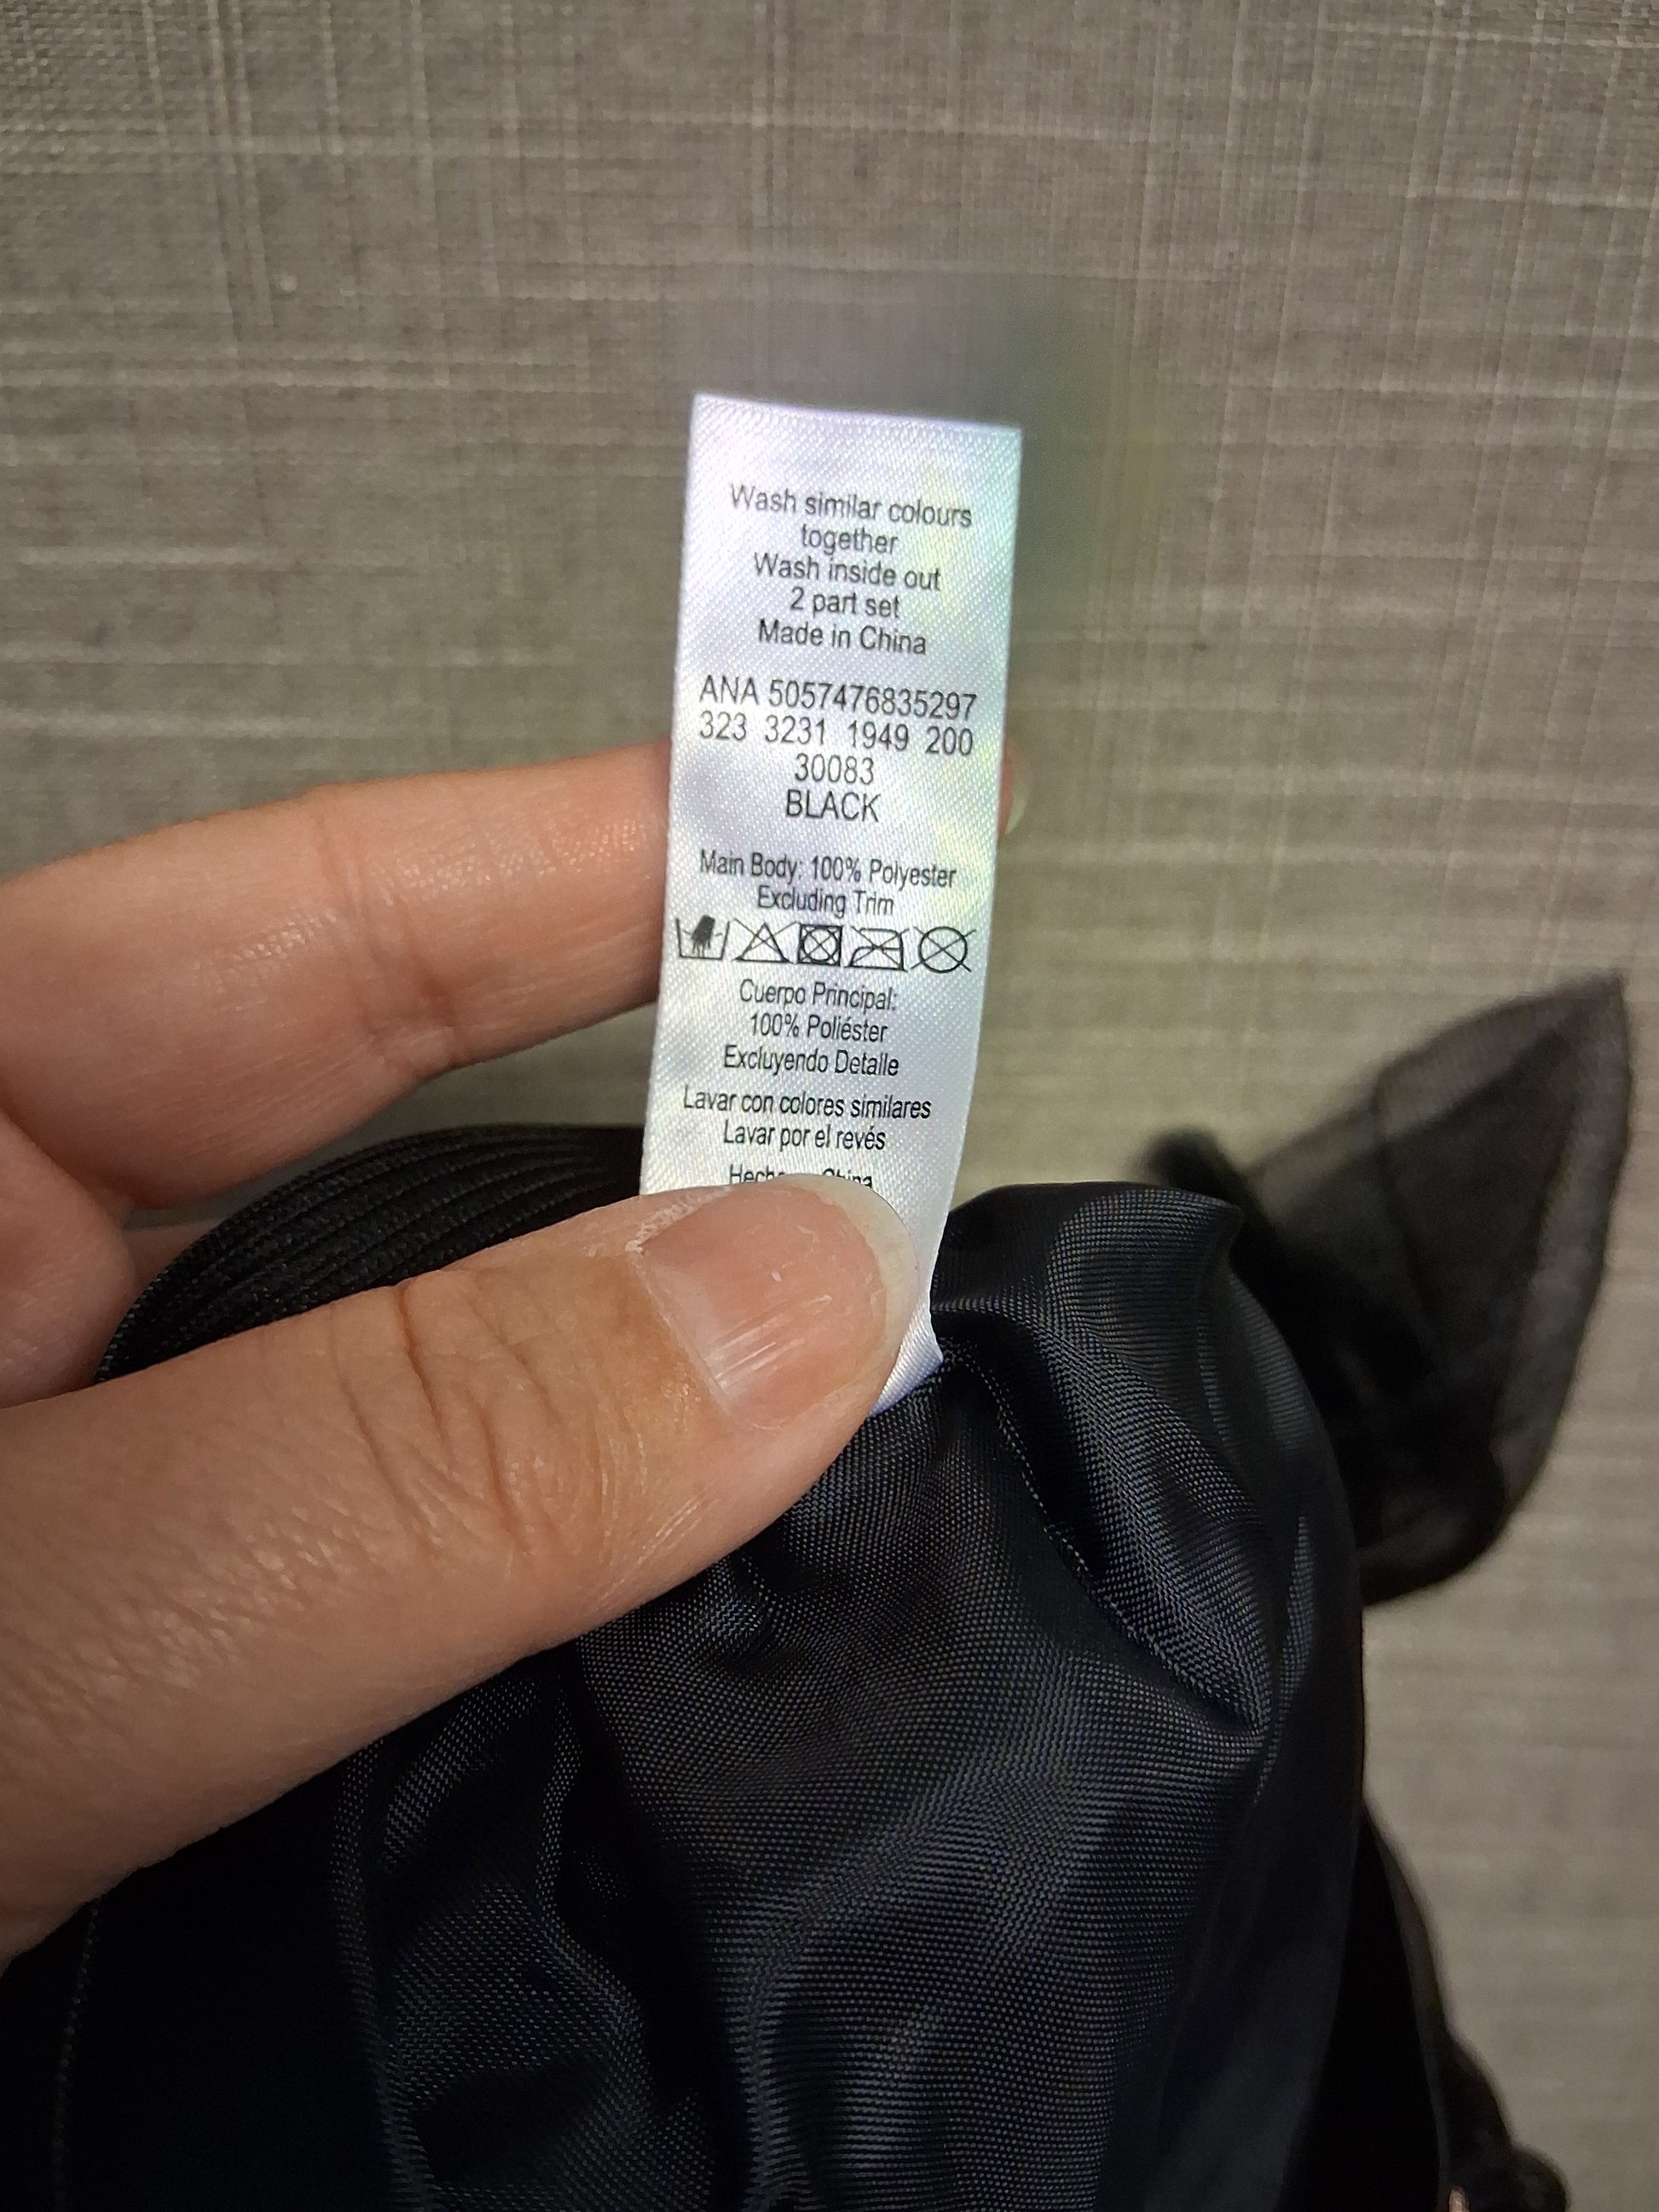 Wash similar colours
together
Wash inside out
2 part set
Made in China
ANA 5057476835297
323 3231 1949 200
30083
BLACK
Main Body: 100% Polyester
Excluding Trim
Cuerpo Principal:
100% Poliéster
Excluyendo Detalle
Lavar con colores similares
Lavar por el revés